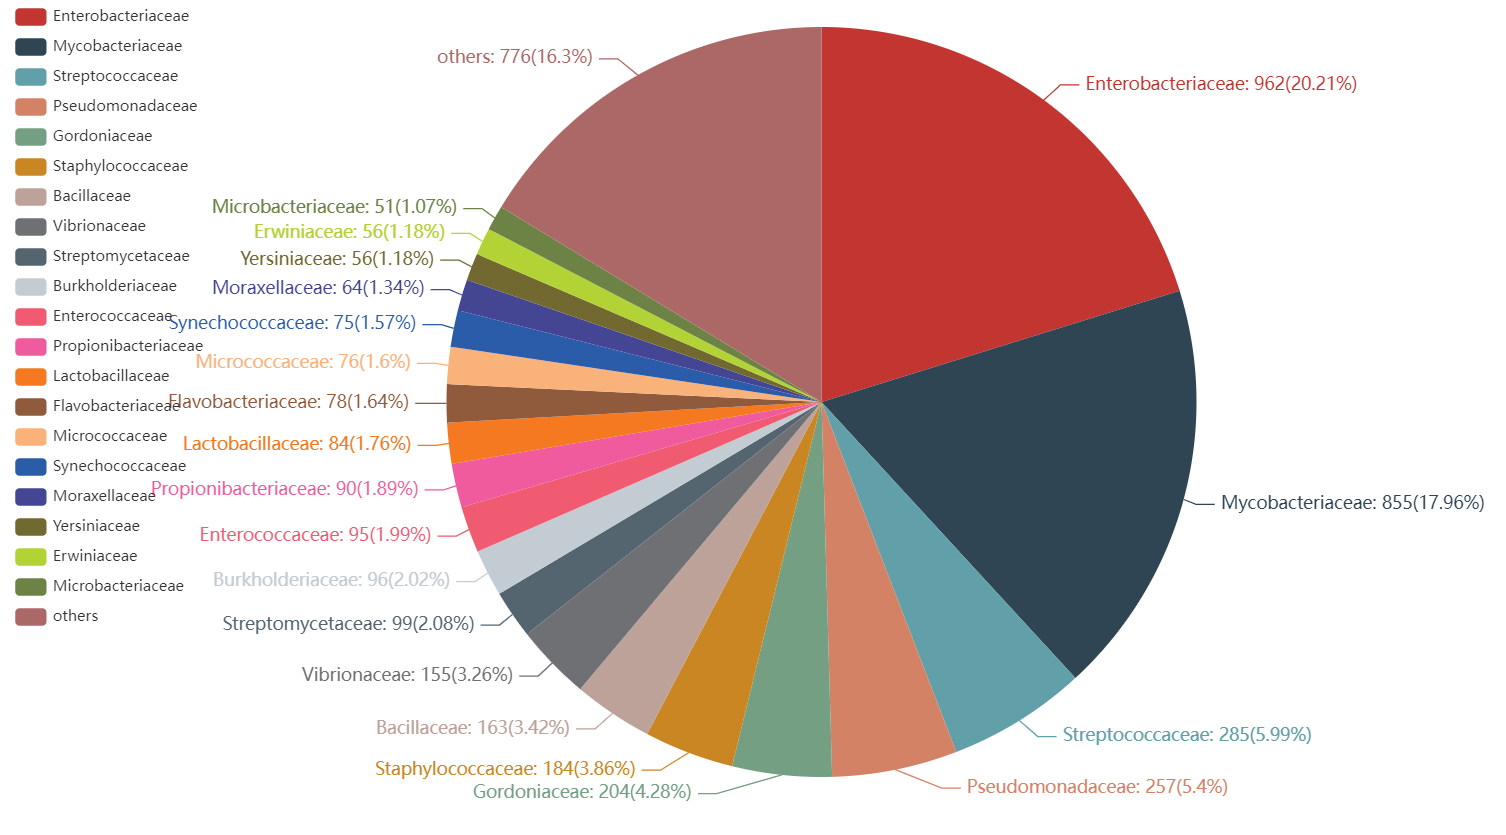 Enterobacteriaceae
Mycobacteriaceae
Streptococcaceae
Pseudomonadaceae
Gordoniaceae
Staphylococcaceae
Bacillaceae
Vibrionaceae
Streptomycetaceae
Burkholderiaceae
Enterococcaceae
Propionibacteriaceae
Lactobacillaceae
Flavobacteriaceae
Micrococcaceae
Synechococcaceae
Moraxellaceae
Yersiniaceae
Erwiniaceae
Microbacteriaceae
others
Enterobacteriaceae: 962(20.21%)
Mycobacteriaceae: 855(17.96%)
Streptococcaceae: 285(5.99%)
Pseudomonadaceae: 257(5.4%)
Gordoniaceae: 204(4.28%)
Staphylococcaceae: 184(3.86%)
Bacillaceae: 163(3.42%)
Vibrionaceae: 155(3.26%)
Streptomycetaceae: 99(2.08%)
Burkholderiaceae: 96(2.02%)
Enterococcaceae: 95(1.99%)
Propionibacteriaceae: 90(1.89%)
Lactobacillaceae: 84(1.76%)
Flavobacteriaceae: 78(1.64%)
Micrococcaceae: 76(1.6%)
Synechococcaceae: 75(1.57%)
Moraxellaceae: 64(1.34%)
Yersiniaceae: 56(1.18%)
Erwiniaceae: 56(1.18%)
Microbacteriaceae: 51(1.07%)
others: 776(16.3%)